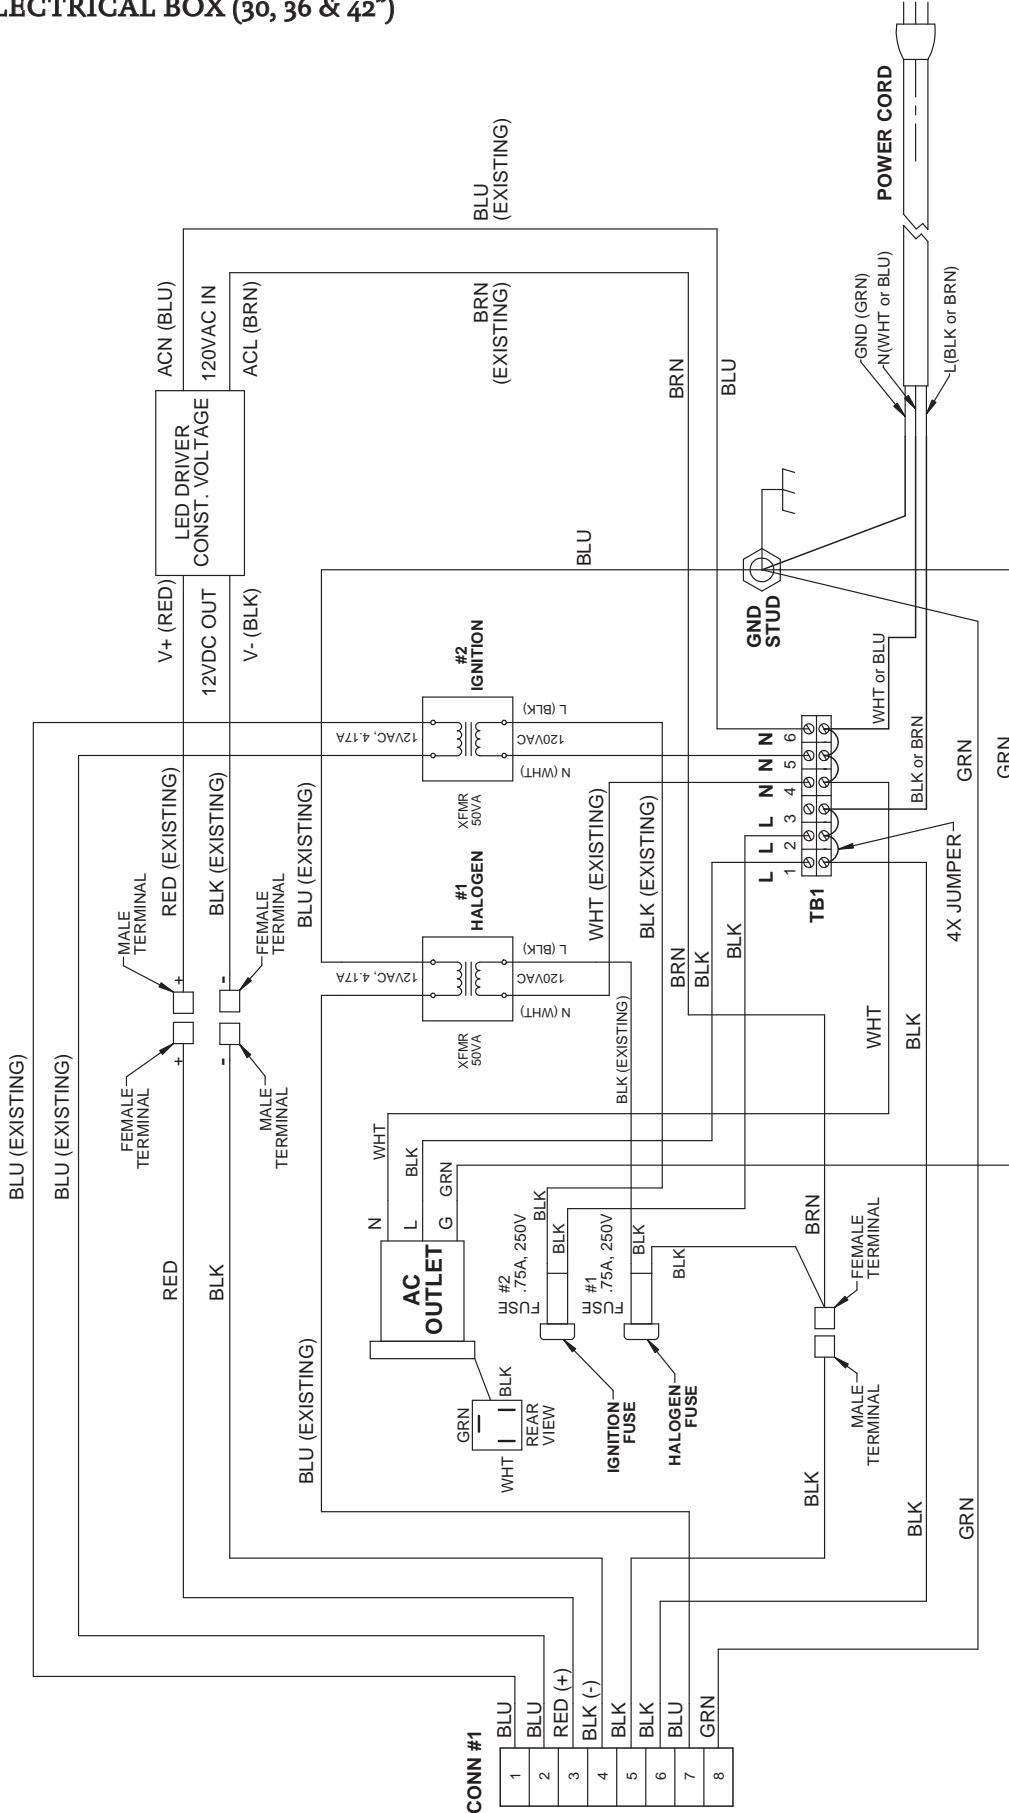 LECTRICAL BOX (30, 36 & 42")
POWER CORD
BLU
(EXISTING)
BRN
(EXISTING)
ACN (BLU)
120VAC IN
ACL (BRN)
LED DRIVER
CONST. VOLTAGE
V+ (RED)
12VDC OUT
V- (BLK)
GND (GRN)
N(WHT or BLU)
L(BLK or BRN)
BRN
BLU
BLU
GND
STUD
#2
IGNITION
12VAC, 4.17A
L (BLK)
120VAC
N (WHT)
XFMR
50VA
WHT or BLU
BLK or BRN
GRN
GRN
RED (EXISTING)
BLK (EXISTING)
BLU (EXISTING)
WHT (EXISTING)
BLK (EXISTING)
#1
HALOGEN
12VAC, 4.17A
L (BLK)
120VAC
N (WHT)
XFMR
50VA
L L L N N N
1 2 3 4 5 6
TB1
4X JUMPER
MALE
TERMINAL
FEMALE
TERMINAL
+
-
+
-
FEMALE
TERMINAL
MALE
TERMINAL
BRN
BLK
BLK
WHT
BLK
BLK (EXISTING)
BLU (EXISTING)
BLU (EXISTING)
WHT
BLK
GRN
N
L
G
AC
OUTLET
RED
BLK
BLK
BLK
#2
.75A, 250V
FUSE
BLK
BLK
#1
.75A, 250V
FUSE
BRN
FEMALE
TERMINAL
MALE
TERMINAL
IGNITION
FUSE
HALOGEN
FUSE
GRN
BLK
WHT
REAR
VIEW
BLU (EXISTING)
BLK
BLK
GRN
CONN #1
BLU
BLU
RED (+)
BLK (-)
BLK
BLK
BLU
GRN
1
2
3
4
5
6
7
8